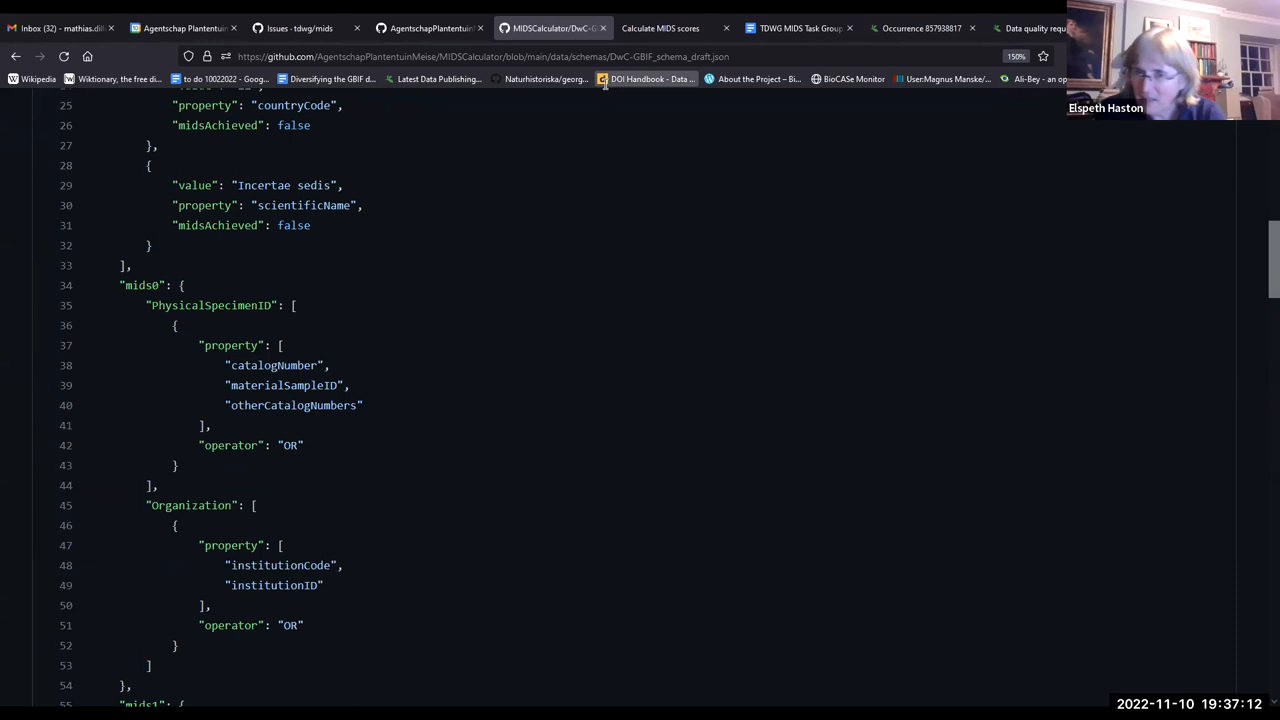 Inbox (32) - mathias.dill
Agentschap Plantentuin
Issues · tdwg/mids
AgentschapPlantentuin
MIDSCalculator/DwC-GB
Calculate MIDS scores
TDWG MIDS Task Group
Occurrence 857938817
Data quality requ
https://github.com/AgentschapPlantentuinMeise/MIDSCalculator/blob/main/data/schemas/DwC-GBIF_schema_draft.json
150%
Wikipedia
Wiktionary, the free di...
to do 10022022 - Goog...
Diversifying the GBIF d...
Latest Data Publishing...
Naturhistoriska/georg...
DOI Handbook - Data ...
About the Project – Bi...
BioCASe Monitor
User:Magnus Manske/...
Ali-Bey - an op
Elspeth Haston
25 "property": "countryCode",
26 "midsAchieved": false
27 },
28 {
29 "value": "Incertae sedis",
30 "property": "scientificName",
31 "midsAchieved": false
32 }
33 ],
34 "mids0": {
35 "PhysicalSpecimenID": [
36 {
37 "property": [
38 "catalogNumber",
39 "materialSampleID",
40 "otherCatalogNumbers"
41 ],
42 "operator": "OR"
43 }
44 ],
45 "Organization": [
46 {
47 "property": [
48 "institutionCode",
49 "institutionID"
50 ],
51 "operator": "OR"
52 }
53 ]
54 },
55 "mids1": {
2022-11-10 19:37:12